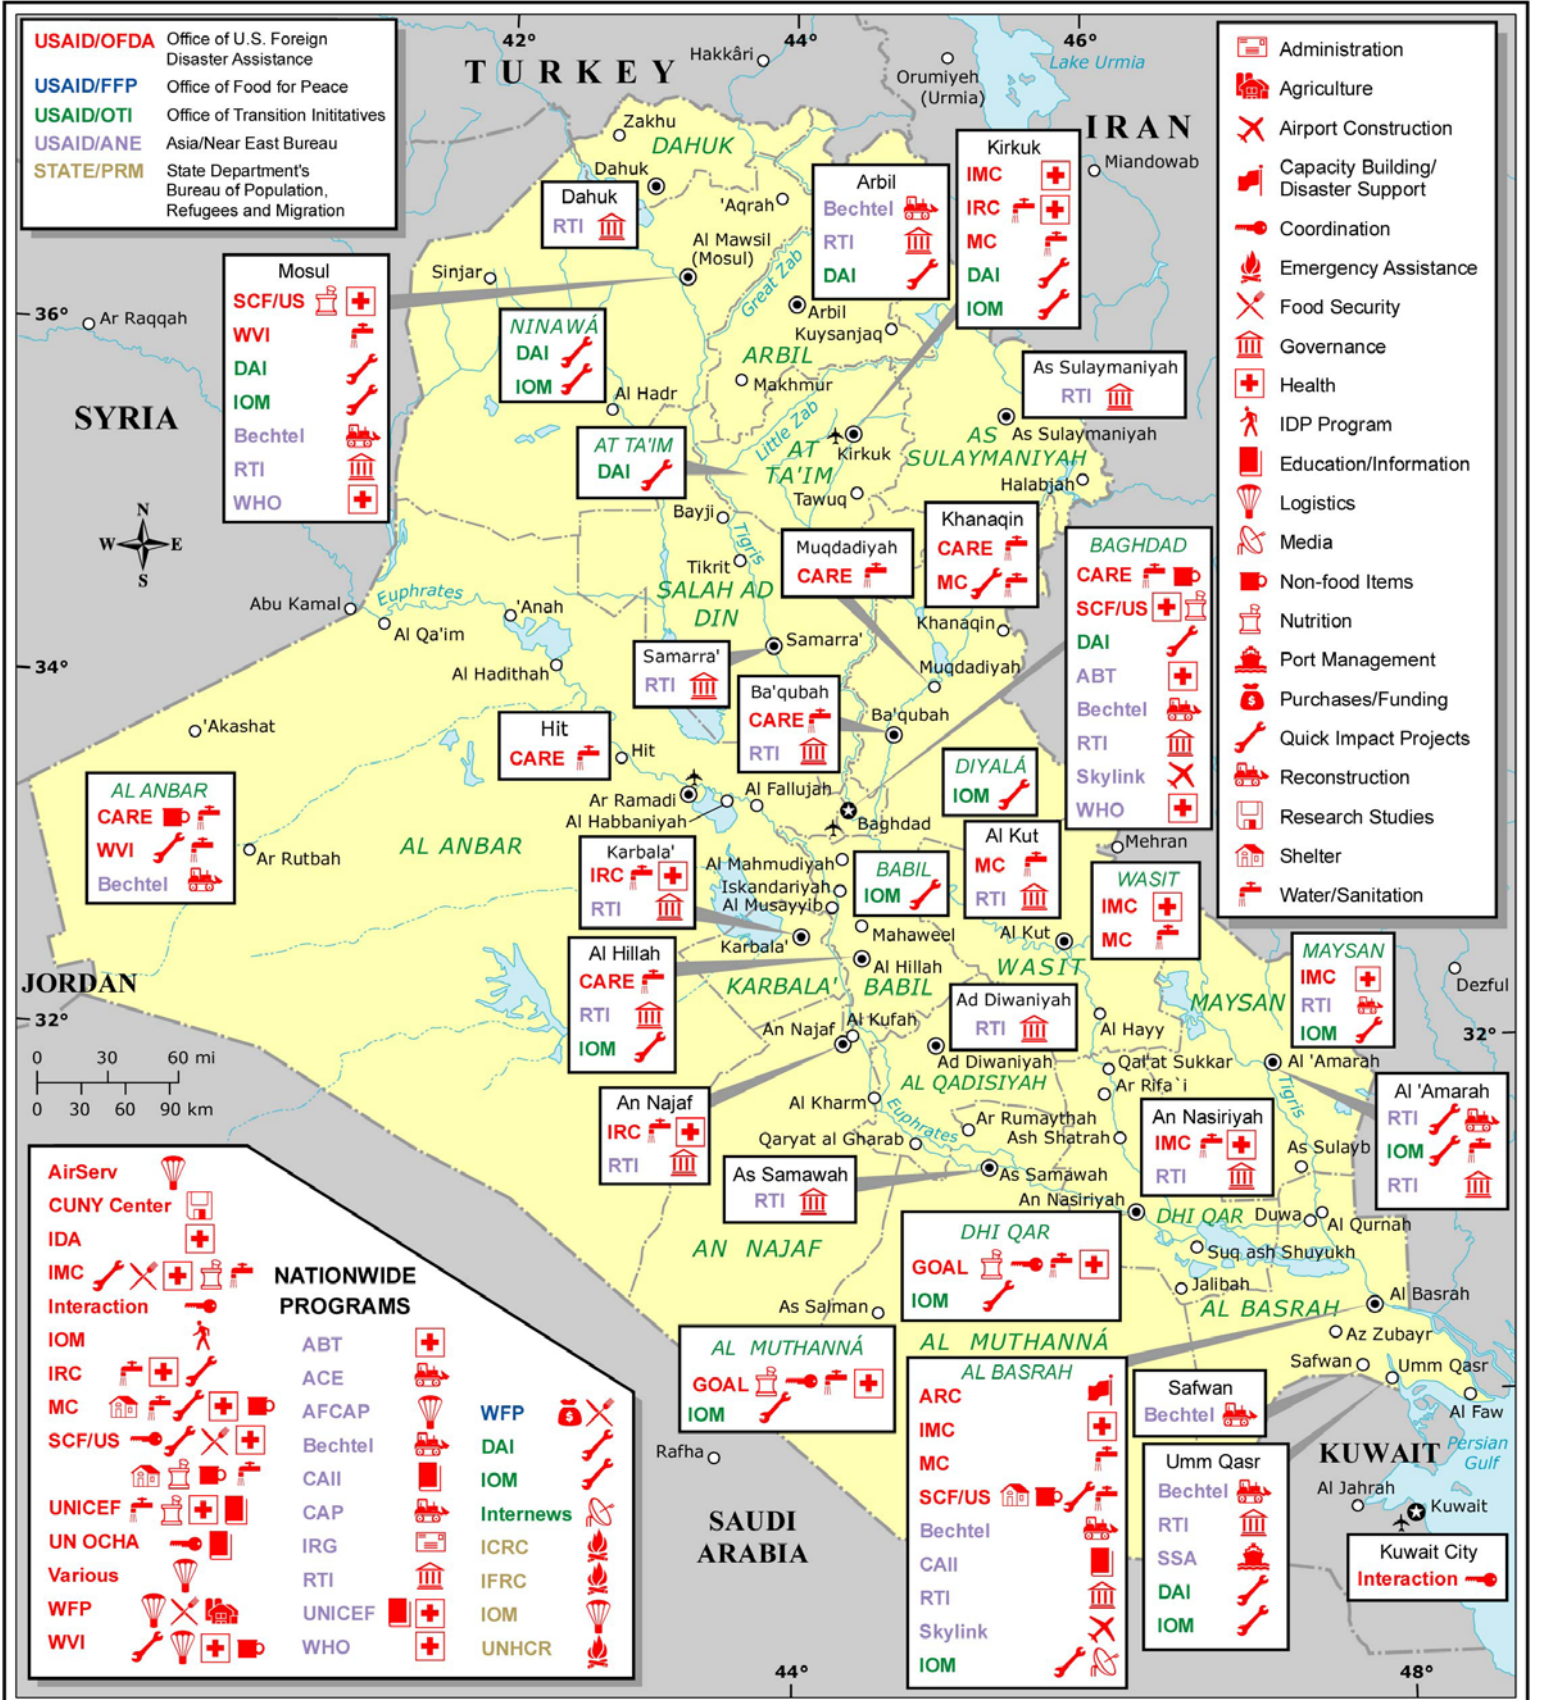 USAID/OFDA Office of U.S. Foreign
Disaster Assistance
USAID/FFP Office of Food for Peace
USAID/OTI Office of Transition Inititatives
USAID/ANE Asia/Near East Bureau
STATE/PRM State Department's
Bureau of Population,
Refugees and Migration
42°
44°
46°
TURKEY
Hakkâri
Orumiyeh
(Urmia)
Lake Urmia
IRAN
Miandowab
Administration
Agriculture
Airport Construction
Capacity Building/
Disaster Support
Coordination
Emergency Assistance
Food Security
Governance
Health
IDP Program
Education/Information
Logistics
Media
Non-food Items
Nutrition
Port Management
Purchases/Funding
Quick Impact Projects
Reconstruction
Research Studies
Shelter
Water/Sanitation
Zakhu
DAHUK
Dahuk
Dahuk
RTI
'Aqrah
Al Mawsil
(Mosul)
Sinjar
Great Zab
Arbil
Bechtel
RTI
DAI
Kirkuk
IMC
IRC
MC
DAI
IOM
Mosul
SCF/US
WVI
DAI
IOM
Bechtel
RTI
WHO
36°
Ar Raqqah
SYRIA
NINAWÁ
DAI
IOM
Arbil
Kuysanjaq
ARBIL
Makhmur
Al Hadr
As Sulaymaniyah
RTI
Little Zab
AT TA'IM
DAI
AT
TA'IM
Kirkuk
Tawuq
AS
SULAYMANIYAH
As Sulaymaniyah
Halabjah
N
W E
S
Bayji
Tigris
Tikrit
SALAH AD
DIN
Muqdadiyah
CARE
Khanaqin
CARE
MC
BAGHDAD
CARE
SCF/US
DAI
ABT
Bechtel
RTI
Skylink
WHO
Abu Kamal
Euphrates
Al Qa'im
'Anah
Al Hadithah
34°
Samarra'
Samarra'
RTI
Khanaqin
Muqdadiyah
Ba'qubah
CARE
RTI
Ba'qubah
'Akashat
Hit
CARE
Hit
DIYALÁ
IOM
AL ANBAR
CARE
WVI
Bechtel
Ar Rutbah
AL ANBAR
Ar Ramadi
Al Habbaniyah
Al Fallujah
Baghdad
Mehran
Karbala'
IRC
RTI
Al Mahmudiyah
Iskandariyah
Al Musayyib
BABIL
IOM
Al Kut
MC
RTI
WASIT
IMC
MC
Karbala'
Mahaweel
Al Kut
Al Hillah
CARE
RTI
IOM
Al Hillah
KARBALA'
BABIL
WASIT
MAYSAN
MAYSAN
IMC
RTI
IOM
Dezful
JORDAN
32°
32°
An Najaf
Al Kufah
Ad Diwaniyah
RTI
Ad Diwaniyah
AL QADISIYAH
Al Hayy
Qal'at Sukkar
Ar Rifa`i
Al 'Amarah
0 30 60 mi
0 30 60 90 km
An Najaf
IRC
RTI
Al Kharm
Euphrates
Qaryat al Gharab
Ar Rumaythah
Ash Shatrah
An Nasiriyah
IMC
RTI
Tigris
As Sulayb
Al 'Amarah
RTI
IOM
RTI
As Samawah
RTI
As Samawah
An Nasiriyah
DHI QAR
Duwa
Al Qurnah
Suq ash Shuyukh
Jalibah
AN NAJAF
DHI QAR
GOAL
IOM
As Salman
AL MUTHANNÁ
AL BASRAH
Al Basrah
Az Zubayr
Safwan
Umm Qasr
Al Faw
AL MUTHANNÁ
GOAL
IOM
Rafha
SAUDI
ARABIA
AL BASRAH
ARC
IMC
MC
SCF/US
Bechtel
CAII
RTI
Skylink
IOM
Safwan
Bechtel
Umm Qasr
Bechtel
RTI
SSA
DAI
IOM
KUWAIT
Persian
Gulf
Al Jahrah
Kuwait
Kuwait City
Interaction
NATIONWIDE
PROGRAMS
AirServ
CUNY Center
IDA
IMC
Interaction
IOM
IRC
MC
SCF/US
UNICEF
UN OCHA
Various
WFP
WVI
ABT
ACE
AFCAP
Bechtel
CAII
CAP
IRG
RTI
UNICEF
WHO
WFP
DAI
IOM
Internews
ICRC
IFRC
IOM
UNHCR
44°
48°